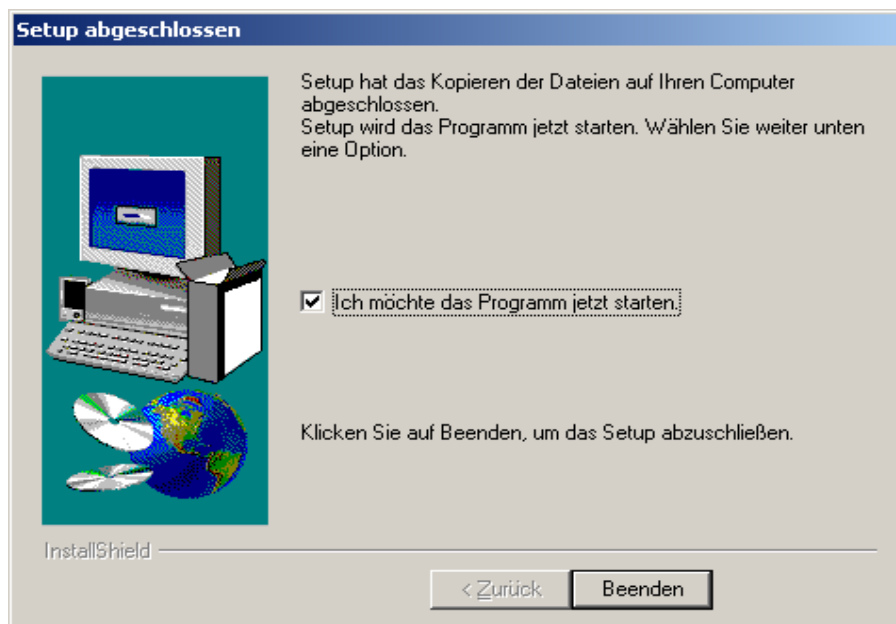 Setup abgeschlossen
Setup hat das Kopieren der Dateien auf Ihren Computer
abgeschlossen.
Setup wird das Programm jetzt starten. Wählen Sie weiter unten
eine Option.
Ich möchte das Programm jetzt starten.
Klicken Sie auf Beenden, um das Setup abzuschließen.
InstallShield
< Zurück
Beenden